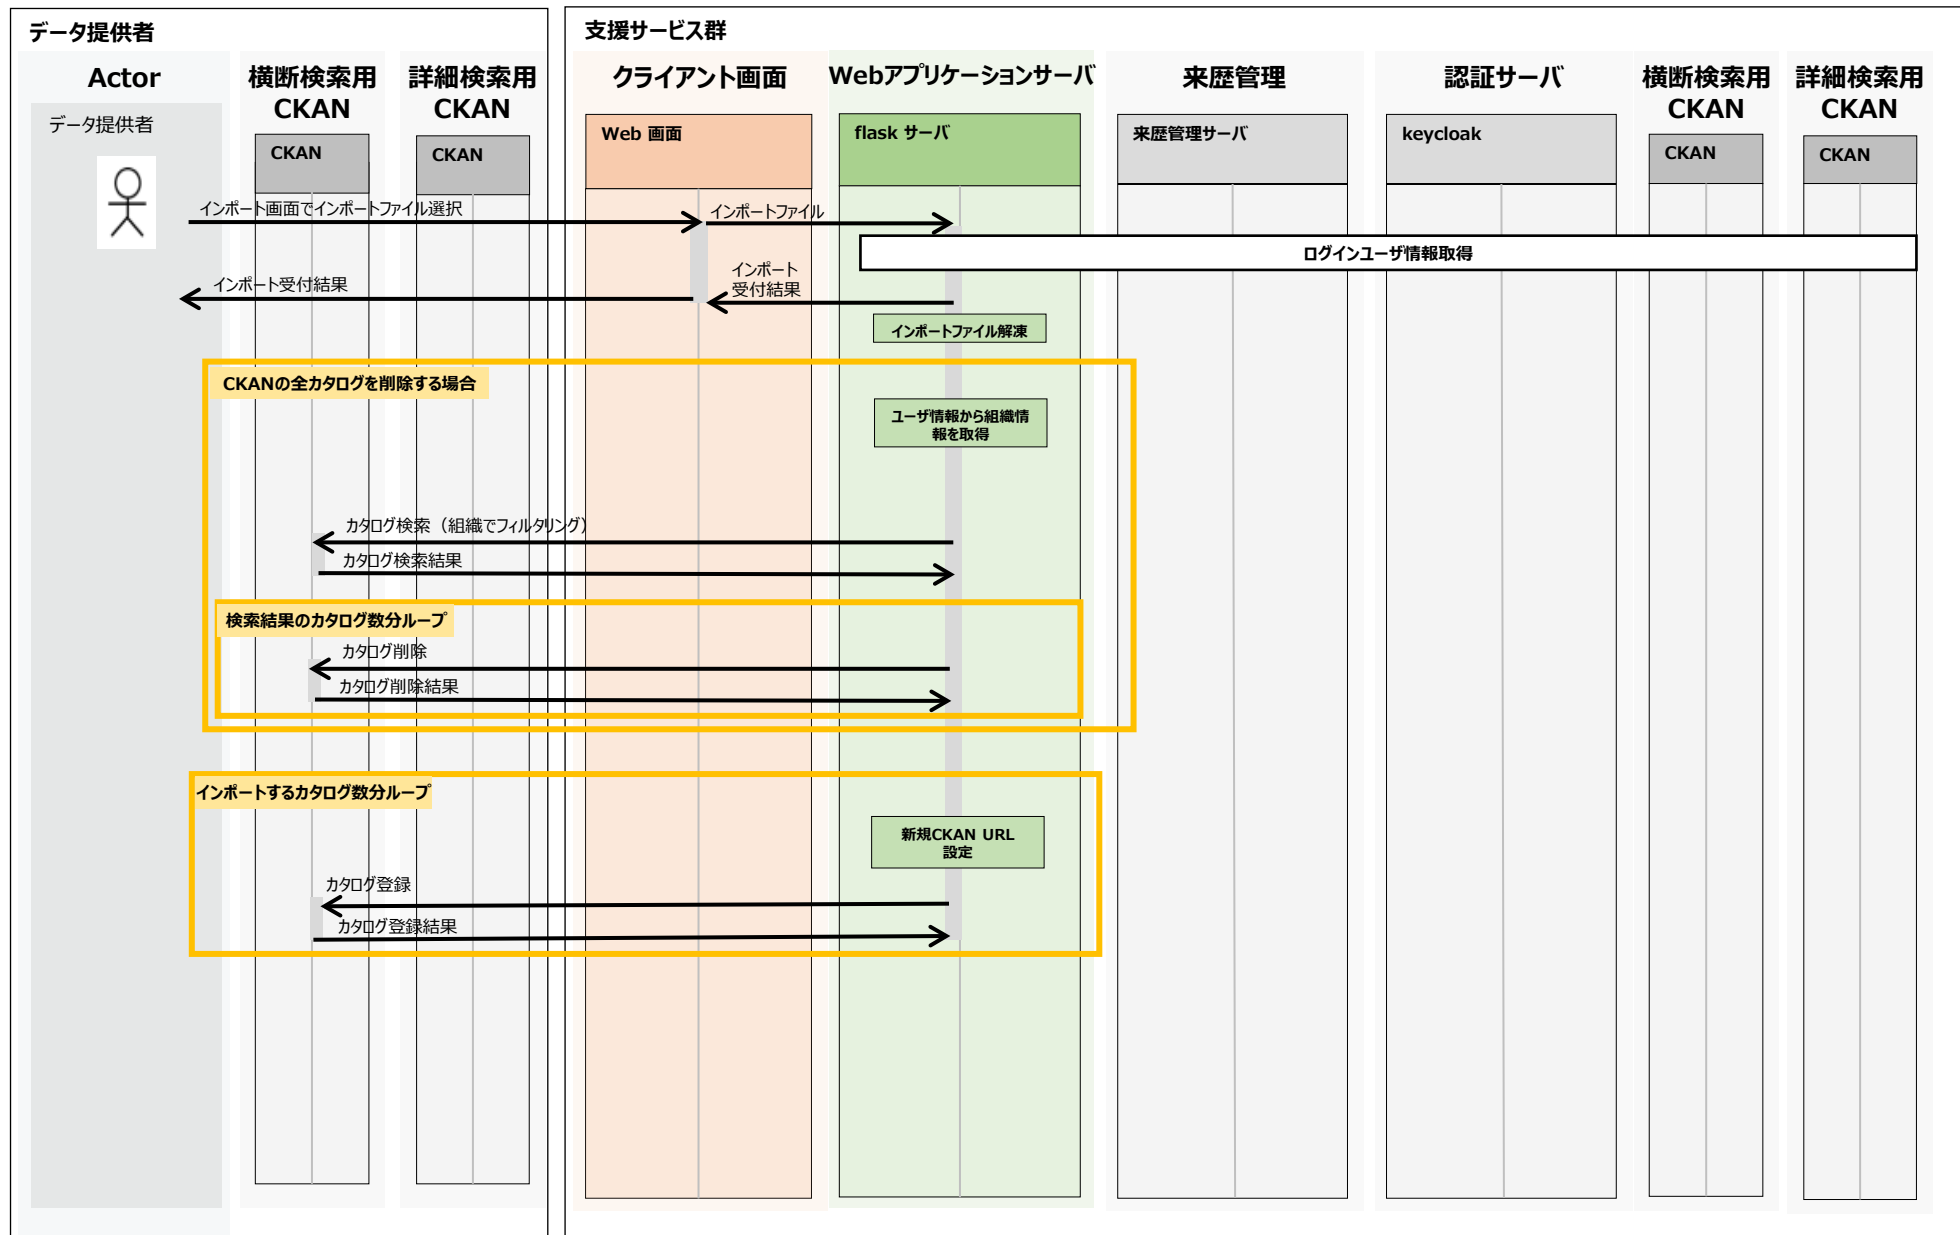 データ提供者
支援サービス群
Actor
横断検索用
CKAN
詳細検索用
CKAN
クライアント画面
Webアプリケーションサーバ
来歴管理
認証サーバ
横断検索用
CKAN
詳細検索用
CKAN
データ提供者
CKAN
CKAN
Web 画面
flask サーバ
来歴管理サーバ
keycloak
CKAN
CKAN
インポート画面でインポートファイル選択
インポートファイル
ログインユーザ情報取得
インポート
受付結果
インポート受付結果
インポートファイル解凍
CKANの全カタログを削除する場合
ユーザ情報から組織情
報を取得
カタログ検索（組織でフィルタリング）
カタログ検索結果
検索結果のカタログ数分ループ
カタログ削除
カタログ削除結果
インポートするカタログ数分ループ
新規CKAN URL
設定
カタログ登録
カタログ登録結果